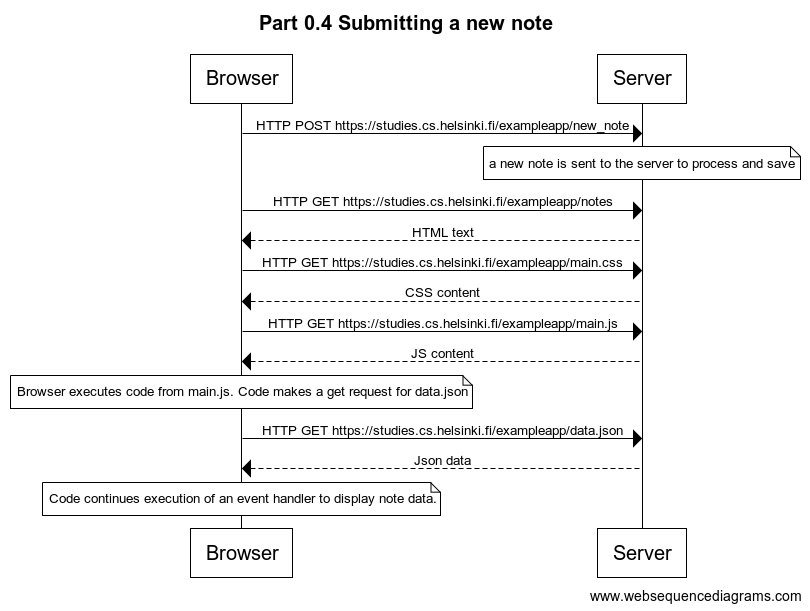 Part 0.4 Submitting a new note
Browser
Server
HTTP POST https://studies.cs.helsinki.fi/exampleapp/new_note
a new note is sent to the server to process and save
HTTP GET https://studies.cs.helsinki.fi/exampleapp/notes
HTML text
HTTP GET https://studies.cs.helsinki.fi/exampleapp/main.css
CSS content
HTTP GET https://studies.cs.helsinki.fi/exampleapp/main.js
JS content
Browser executes code from main.js. Code makes a get request for data.json
HTTP GET https://studies.cs.helsinki.fi/exampleapp/data.json
Json data
Code continues execution of an event handler to display note data.
Browser
Server
www.websequencediagrams.com